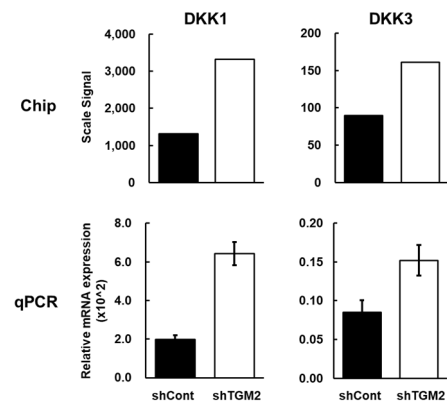 DKK1
DKK3
Chip
Scale Signal
4,000
3,000
2,000
1,000
0
200
150
100
50
0
qPCR
Relative mRNA expression
(x10^2)
8.0
6.0
4.0
2.0
0.0
0.20
0.15
0.10
0.05
0.00
shCont
shTGM2
shCont
shTGM2